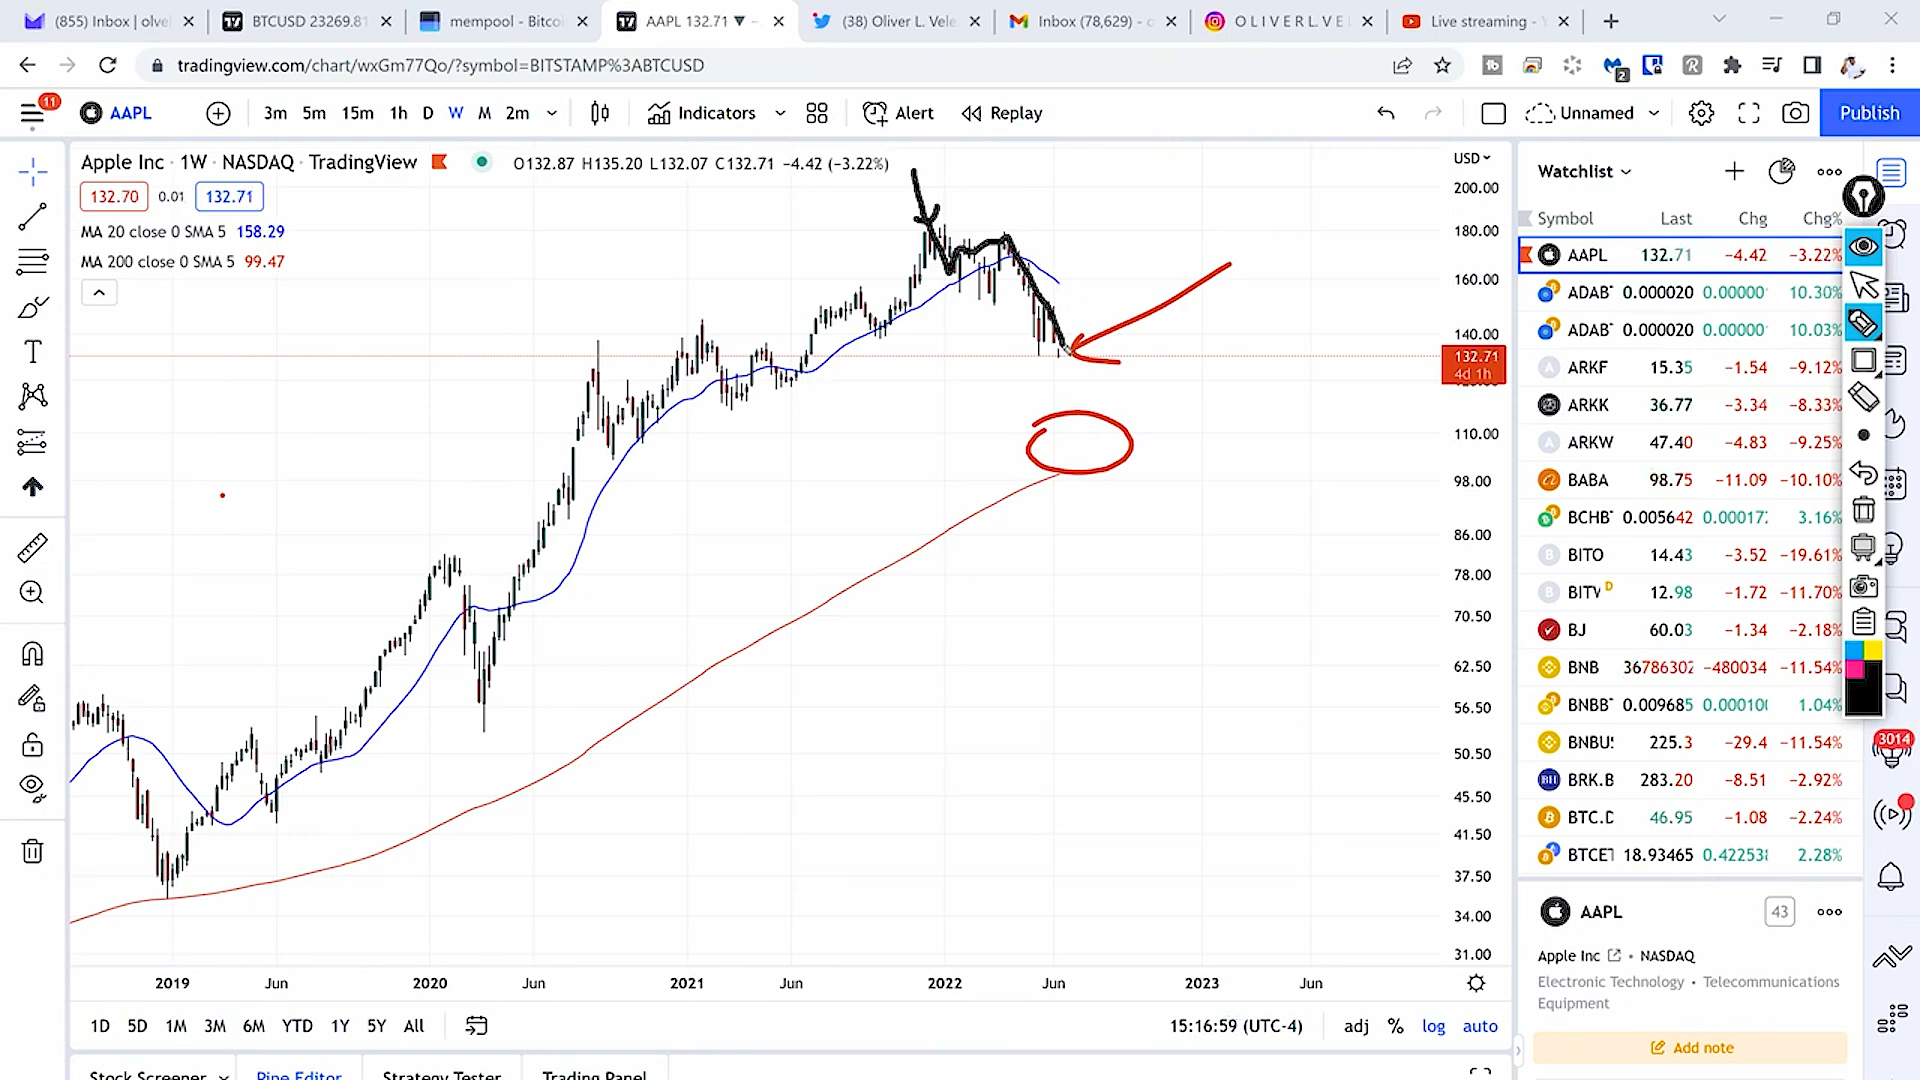 (855) Inbox | olvel
BTCUSD 23269.81
mempool - Bitcoi
AAPL 132.71 ▼ –
(38) Oliver L. Vele
Inbox (78,629) - o
O L I V E R L. V E
Live streaming - Y
tradingview.com/chart/wxGm77Qo/?symbol=BITSTAMP%3ABTCUSD
2
11
AAPL
3m 5m 15m 1h D W M 2m
Indicators
Alert
Replay
Unnamed
Publish
Apple Inc · 1W · NASDAQ · TradingView
O132.87 H135.20 L132.07 C132.71 −4.42 (−3.22%)
132.70 0.01 132.71
MA 20 close 0 SMA 5 158.29
MA 200 close 0 SMA 5 99.47
USD
200.00
180.00
160.00
140.00
132.71
4d 1h
110.00
98.00
86.00
78.00
70.50
62.50
56.50
50.50
45.50
41.50
37.50
34.00
31.00
2019 Jun 2020 Jun 2021 Jun 2022 Jun 2023 Jun
1D 5D 1M 3M 6M YTD 1Y 5Y All
15:16:59 (UTC-4)
adj % log auto
Stock Screener
Pine Editor
Strategy Tester
Trading Panel
Watchlist
Symbol Last Chg Chg%
AAPL 132.71 −4.42 −3.22%
ADAB 0.000020 0.00000 10.30%
ADAB 0.000020 0.00000 10.03%
ARKF 15.35 −1.54 −9.12%
ARKK 36.77 −3.34 −8.33%
ARKW 47.40 −4.83 −9.25%
BABA 98.75 −11.09 −10.10%
BCHB 0.005642 0.00017 3.16%
BITO 14.43 −3.52 −19.61%
BITV D 12.98 −1.72 −11.70%
BJ 60.03 −1.34 −2.18%
BNB 36786302 −480034 −11.54%
BNBB 0.009685 0.00010 1.04%
BNBU 225.3 −29.4 −11.54%
BRK.B 283.20 −8.51 −2.92%
BTC.D 46.95 −1.08 −2.24%
BTCE 18.93465 0.42253 2.28%
3014
AAPL
43
Apple Inc · NASDAQ
Electronic Technology • Telecommunications
Equipment
Add note